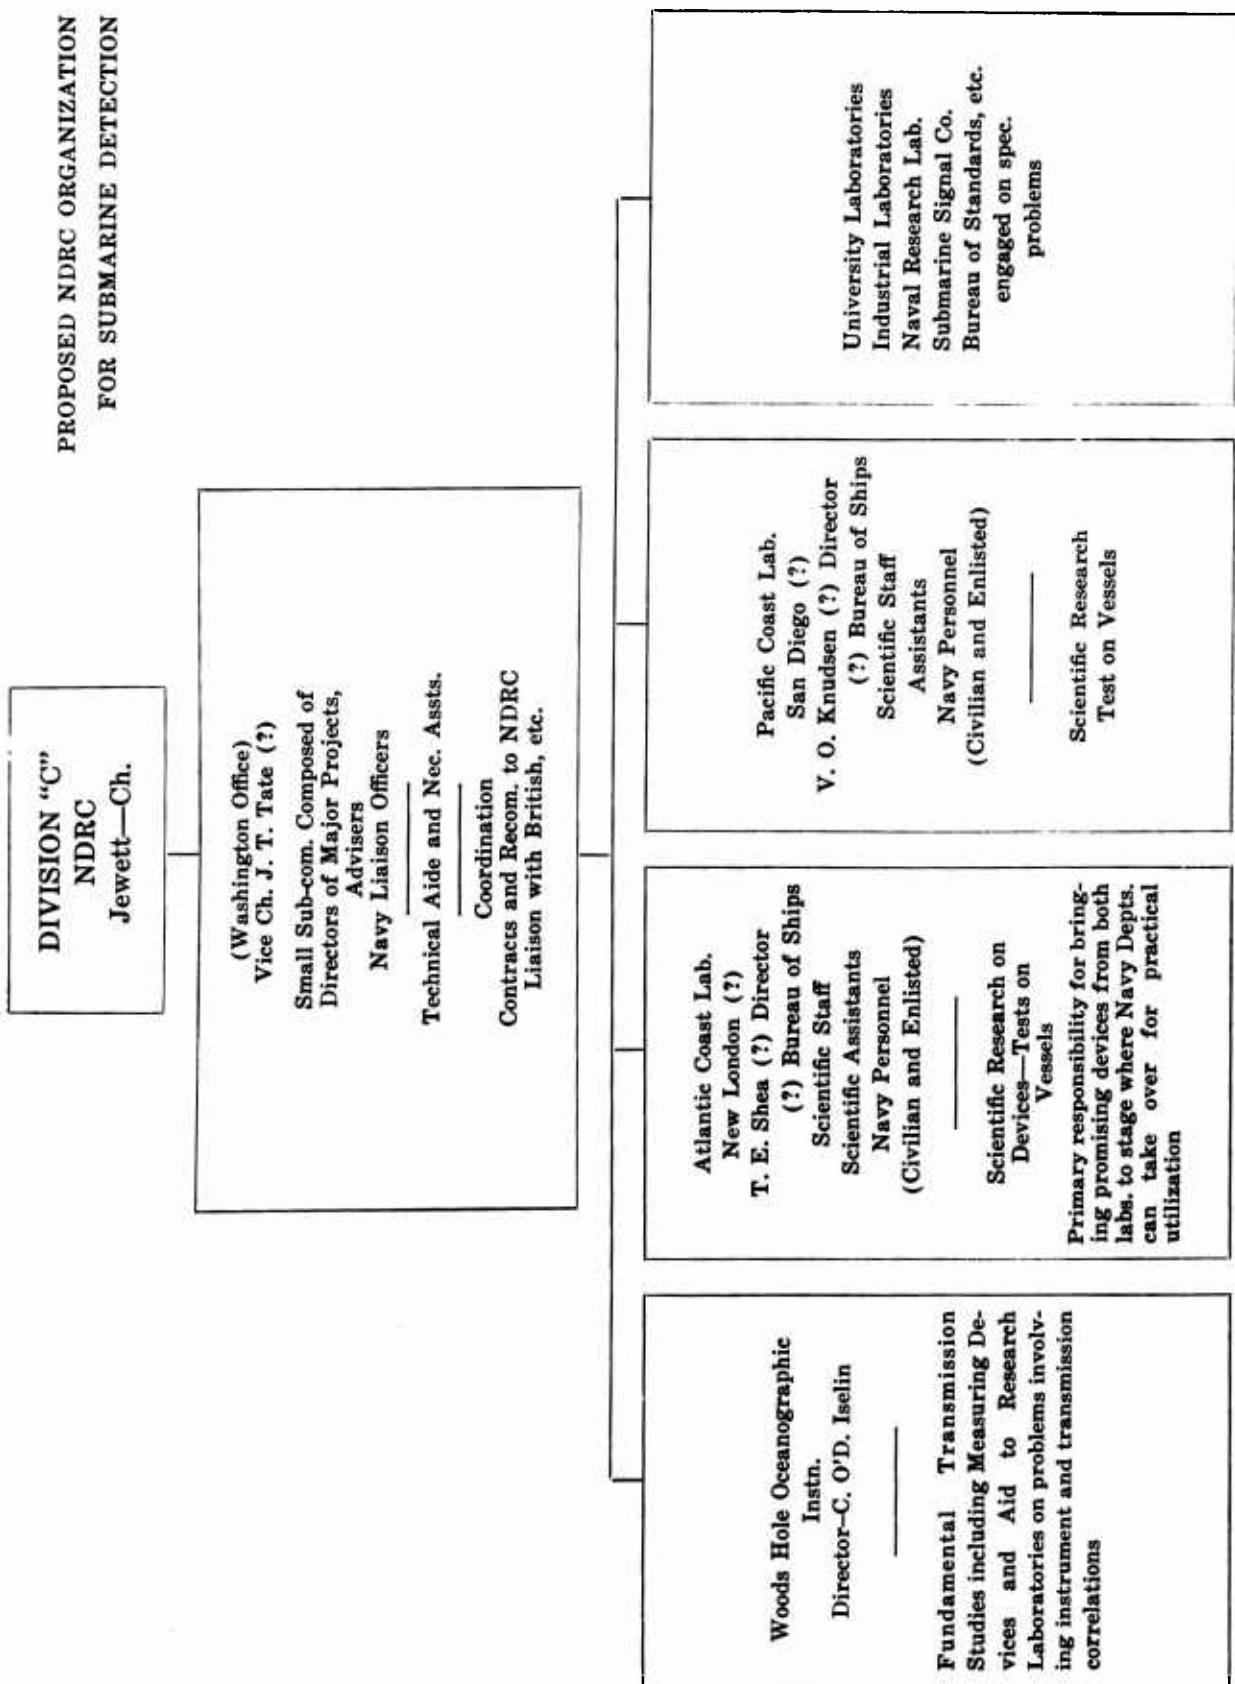 PROPOSED NDRC ORGANIZATION
FOR SUBMARINE DETECTION
DIVISION “C”
NDRC
Jewett—Ch.
(Washington Office)
Vice Ch. J. T. Tate (?)
Small Sub-com. Composed of
Directors of Major Projects,
Advisers
Navy Liaison Officers
Technical Aide and Nec. Assts.
Coordination
Contracts and Recom. to NDRC
Liaison with British, etc.
Woods Hole Oceanographic
Instn.
Director–C. O'D. Iselin
Fundamental Transmission
Studies including Measuring De-
vices and Aid to Research
Laboratories on problems involv-
ing instrument and transmission
correlations
Atlantic Coast Lab.
New London (?)
T. E. Shea (?) Director
(?) Bureau of Ships
Scientific Staff
Scientific Assistants
Navy Personnel
(Civilian and Enlisted)
Scientific Research on
Devices—Tests on
Vessels
Primary responsibility for bring-
ing promising devices from both
labs. to stage where Navy Depts.
can take over for practical
utilization
Pacific Coast Lab.
San Diego (?)
V. O. Knudsen (?) Director
(?) Bureau of Ships
Scientific Staff
Assistants
Navy Personnel
(Civilian and Enlisted)
Scientific Research
Test on Vessels
University Laboratories
Industrial Laboratories
Naval Research Lab.
Submarine Signal Co.
Bureau of Standards, etc.
engaged on spec.
problems